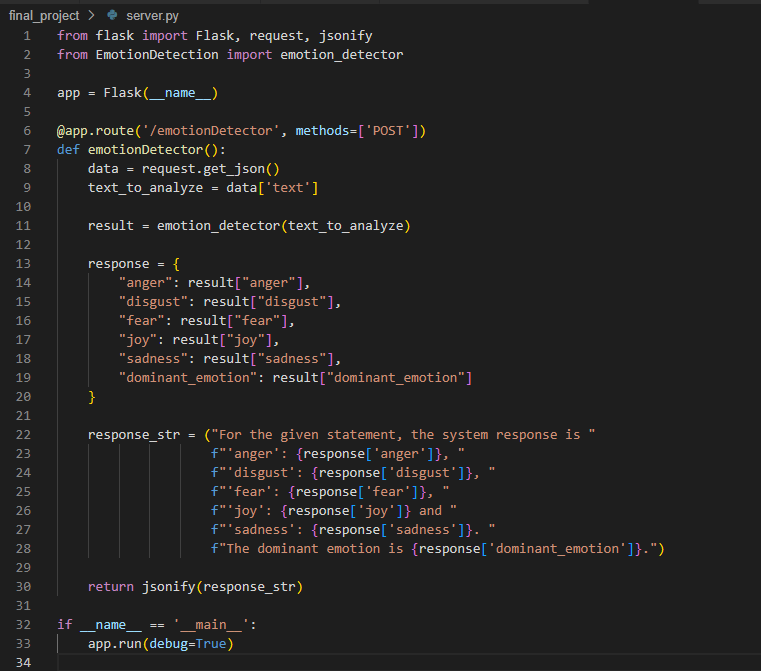 final_project > server.py
1 from flask import Flask, request, jsonify
2 from EmotionDetection import emotion_detector
3
4 app = Flask(__name__)
5
6 @app.route('/emotionDetector', methods=['POST'])
7 def emotionDetector():
8     data = request.get_json()
9     text_to_analyze = data['text']
10
11     result = emotion_detector(text_to_analyze)
12
13     response = {
14         "anger": result["anger"],
15         "disgust": result["disgust"],
16         "fear": result["fear"],
17         "joy": result["joy"],
18         "sadness": result["sadness"],
19         "dominant_emotion": result["dominant_emotion"]
20     }
21
22     response_str = ("For the given statement, the system response is "
23                     f"'anger': {response['anger']}, "
24                     f"'disgust': {response['disgust']}, "
25                     f"'fear': {response['fear']}, "
26                     f"'joy': {response['joy']} and "
27                     f"'sadness': {response['sadness']}. "
28                     f"The dominant emotion is {response['dominant_emotion']}.")
29
30     return jsonify(response_str)
31
32 if __name__ == '__main__':
33     app.run(debug=True)
34